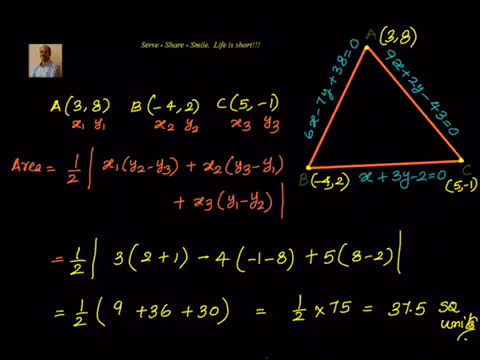 Serve - Share - Smile. Life is short!!!
A (3, 8)
6x - 7y + 38 = 0
9x + 2y - 43 = 0
A (3, 8) B (-4, 2) C (5, -1)
x₁ y₁ x₂ y₂ x₃ y₃
Area = 1/2 | x₁(y₂-y₃) + x₂(y₃-y₁)
+ x₃(y₁-y₂) |
B (-4, 2) x + 3y - 2 = 0 C (5, -1)
= 1/2 | 3(2+1) - 4(-1-8) + 5(8-2) |
= 1/2 (9 + 36 + 30) = 1/2 × 75 = 37.5 sq units